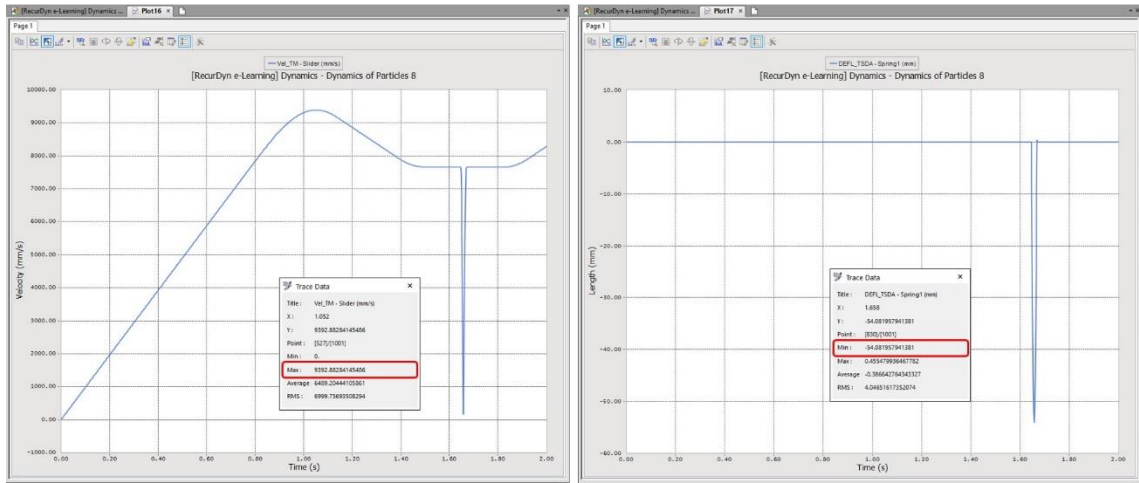 [RecurDyn e-Learning] Dynamics ...
Plot16
Page 1
Vel_TM - Slider (mm/s)
[RecurDyn e-Learning] Dynamics - Dynamics of Particles 8
10000.00
9000.00
8000.00
7000.00
6000.00
5000.00
4000.00
3000.00
2000.00
1000.00
0.00
-1000.00
Velocity (mm/s)
0.00 0.20 0.40 0.60 0.80 1.00 1.20 1.40 1.60 1.80 2.00
Time (s)
Trace Data
Title : Vel_TM - Slider (mm/s)
X : 1.052
Y : 9392.88284145486
Point : [527]/[1001]
Min : 0.
Max : 9392.88284145486
Average : 6489.20444105861
RMS : 6999.75693508294
[RecurDyn e-Learning] Dynamics ...
Plot17
Page 1
DEFL_TSDA - Spring1 (mm)
[RecurDyn e-Learning] Dynamics - Dynamics of Particles 8
10.00
0.00
-10.00
-20.00
-30.00
-40.00
-50.00
-60.00
Length (mm)
0.00 0.20 0.40 0.60 0.80 1.00 1.20 1.40 1.60 1.80 2.00
Time (s)
Trace Data
Title : DEFL_TSDA - Spring1 (mm)
X : 1.658
Y : -54.081957941381
Point : [830]/[1001]
Min : -54.081957941381
Max : 0.455479936467782
Average : -0.386642764343327
RMS : 4.04651617352074